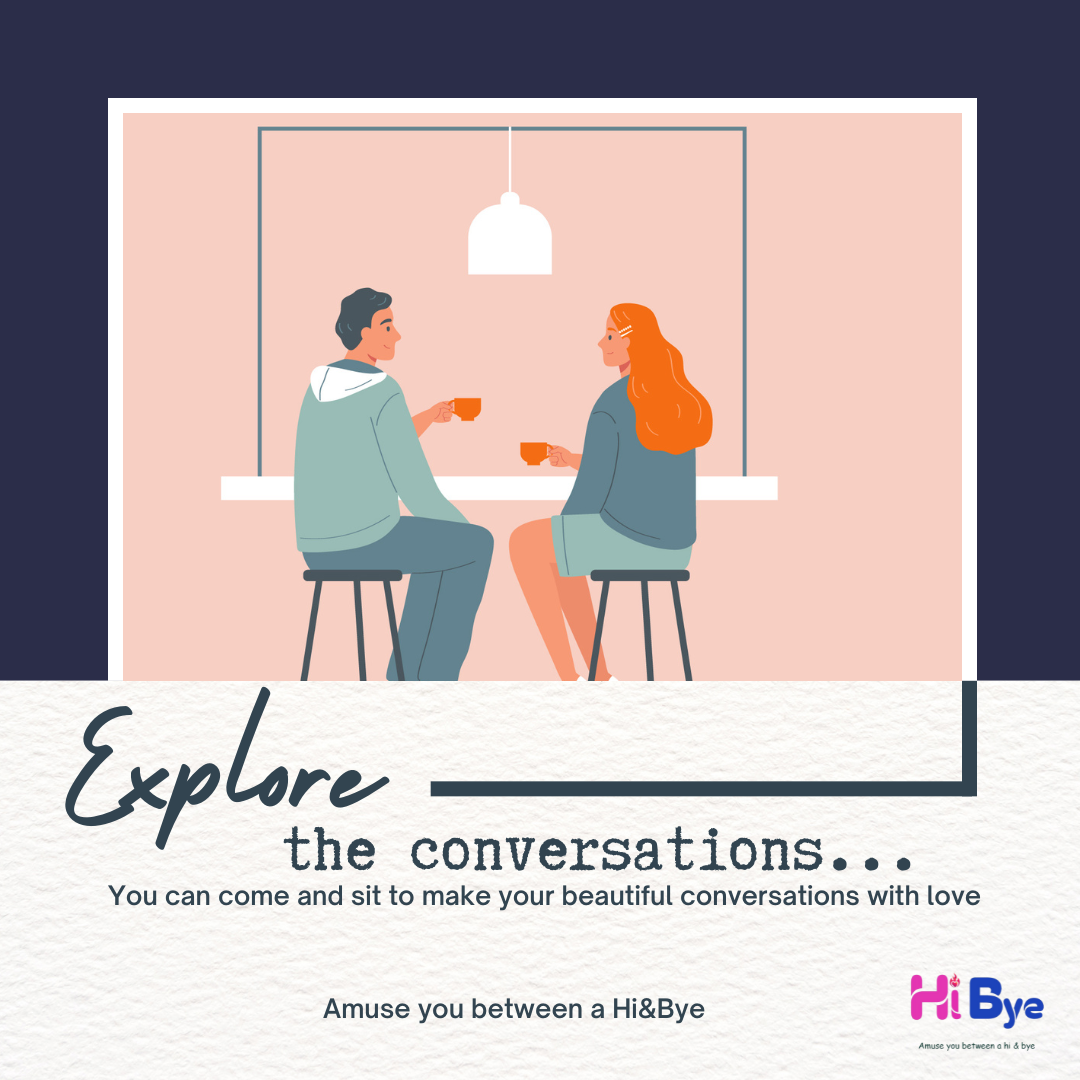 Explore
the conversations...
You can come and sit to make your beautiful conversations with love
Amuse you between a Hi&Bye
Hi Bye
Amuse you between a hi & bye